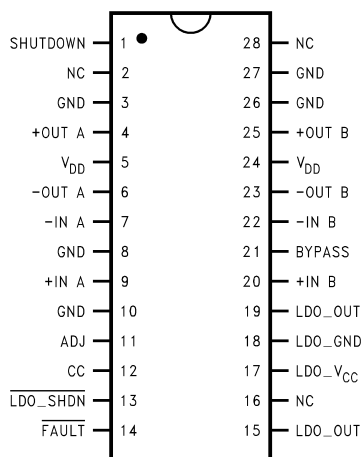 SHUTDOWN 1 28 NC
NC 2 27 GND
GND 3 26 GND
+OUT A 4 25 +OUT B
VDD 5 24 VDD
−OUT A 6 23 −OUT B
−IN A 7 22 −IN B
GND 8 21 BYPASS
+IN A 9 20 +IN B
GND 10 19 LDO_OUT
ADJ 11 18 LDO_GND
CC 12 17 LDO_VCC
LDO_SHDN 13 16 NC
FAULT 14 15 LDO_OUT